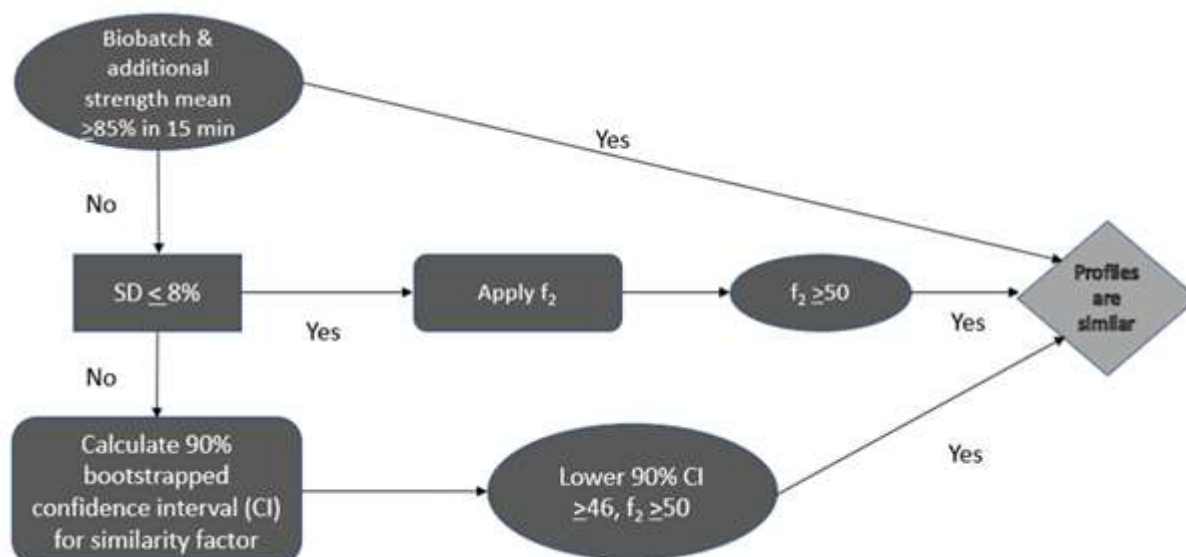 Biobatch &
additional
strength mean
≥85% in 15 min
Yes
No
SD ≤ 8%
Yes
Apply f₂
f₂ ≥50
Yes
Profiles
are
similar
No
Calculate 90%
bootstrapped
confidence interval (CI)
for similarity factor
Lower 90% CI
≥46, f₂ ≥50
Yes